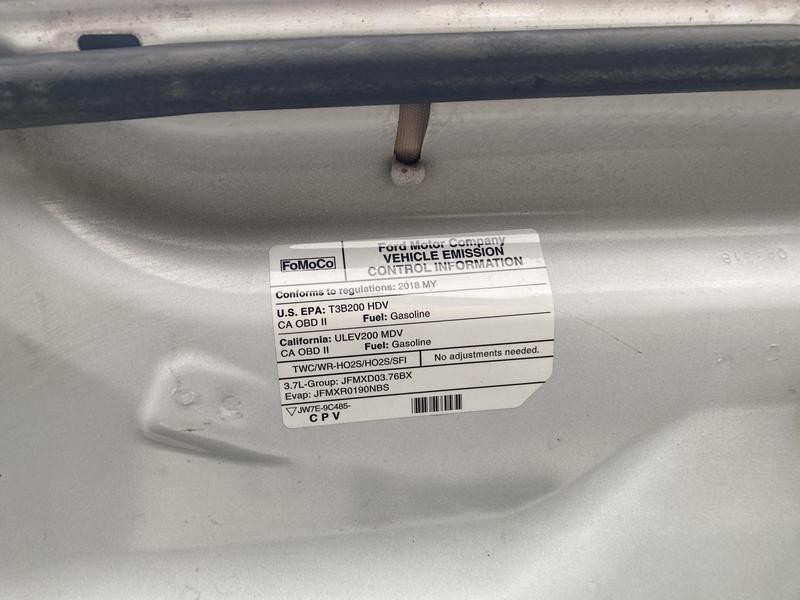 FoMoCo
Ford Motor Company
VEHICLE EMISSION
CONTROL INFORMATION
Conforms to regulations: 2018 MY
U.S. EPA: T3B200 HDV
CA OBD II Fuel: Gasoline
California: ULEV200 MDV
CA OBD II Fuel: Gasoline
TWC/WR-HO2S/HO2S/SFI No adjustments needed.
3.7L-Group: JFMXD03.76BX
Evap: JFMXR0190NBS
JW7E-9C485-
C P V